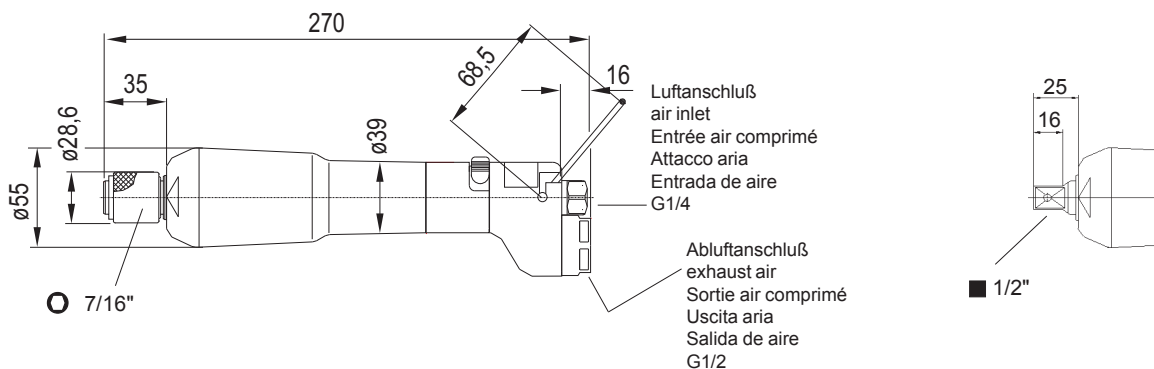 270
68,5
16
35
ø28,6
ø55
ø39
7/16"
Luftanschluß
air inlet
Entrée air comprimé
Attacco aria
Entrada de aire
G1/4
Abluftanschluß
exhaust air
Sortie air comprimé
Uscita aria
Salida de aire
G1/2
25
16
1/2"